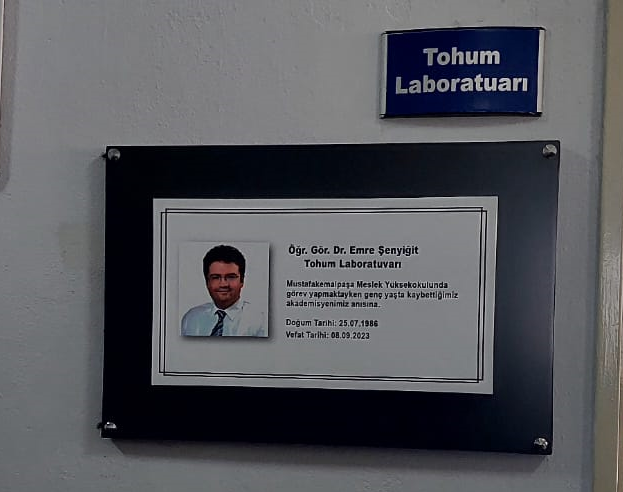 Tohum
Laboratuarı
Öğr. Gör. Dr. Emre Şenyiğit
Tohum Laboratuvarı
Mustafakemalpaşa Meslek Yüksekokulunda
görev yapmaktayken genç yaşta kaybettiğimiz
akademisyenimiz anısına.
Doğum Tarihi: 25.07.1986
Vefat Tarihi: 08.09.2023